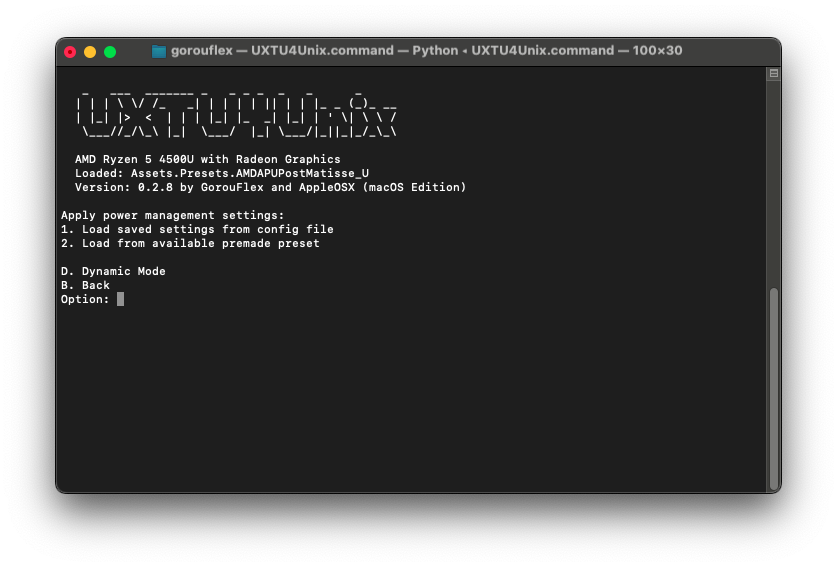 gorouflex — UXTU4Unix.command — Python ◂ UXTU4Unix.command — 100×30
UXTU4Unix
AMD Ryzen 5 4500U with Radeon Graphics
Loaded: Assets.Presets.AMDAPUPostMatisse_U
Version: 0.2.8 by GorouFlex and AppleOSX (macOS Edition)
Apply power management settings:
1. Load saved settings from config file
2. Load from available premade preset
D. Dynamic Mode
B. Back
Option: